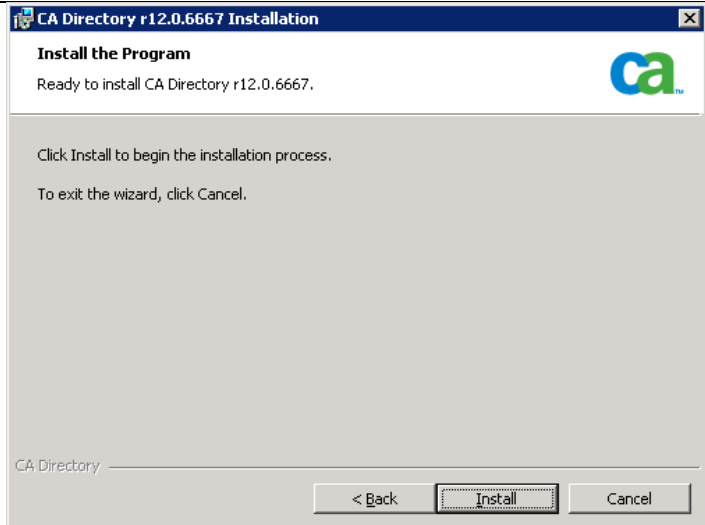 CA Directory r12.0.6667 Installation
Install the Program
Ready to install CA Directory r12.0.6667.
ca
TM
Click Install to begin the installation process.
To exit the wizard, click Cancel.
CA Directory
< Back
Install
Cancel